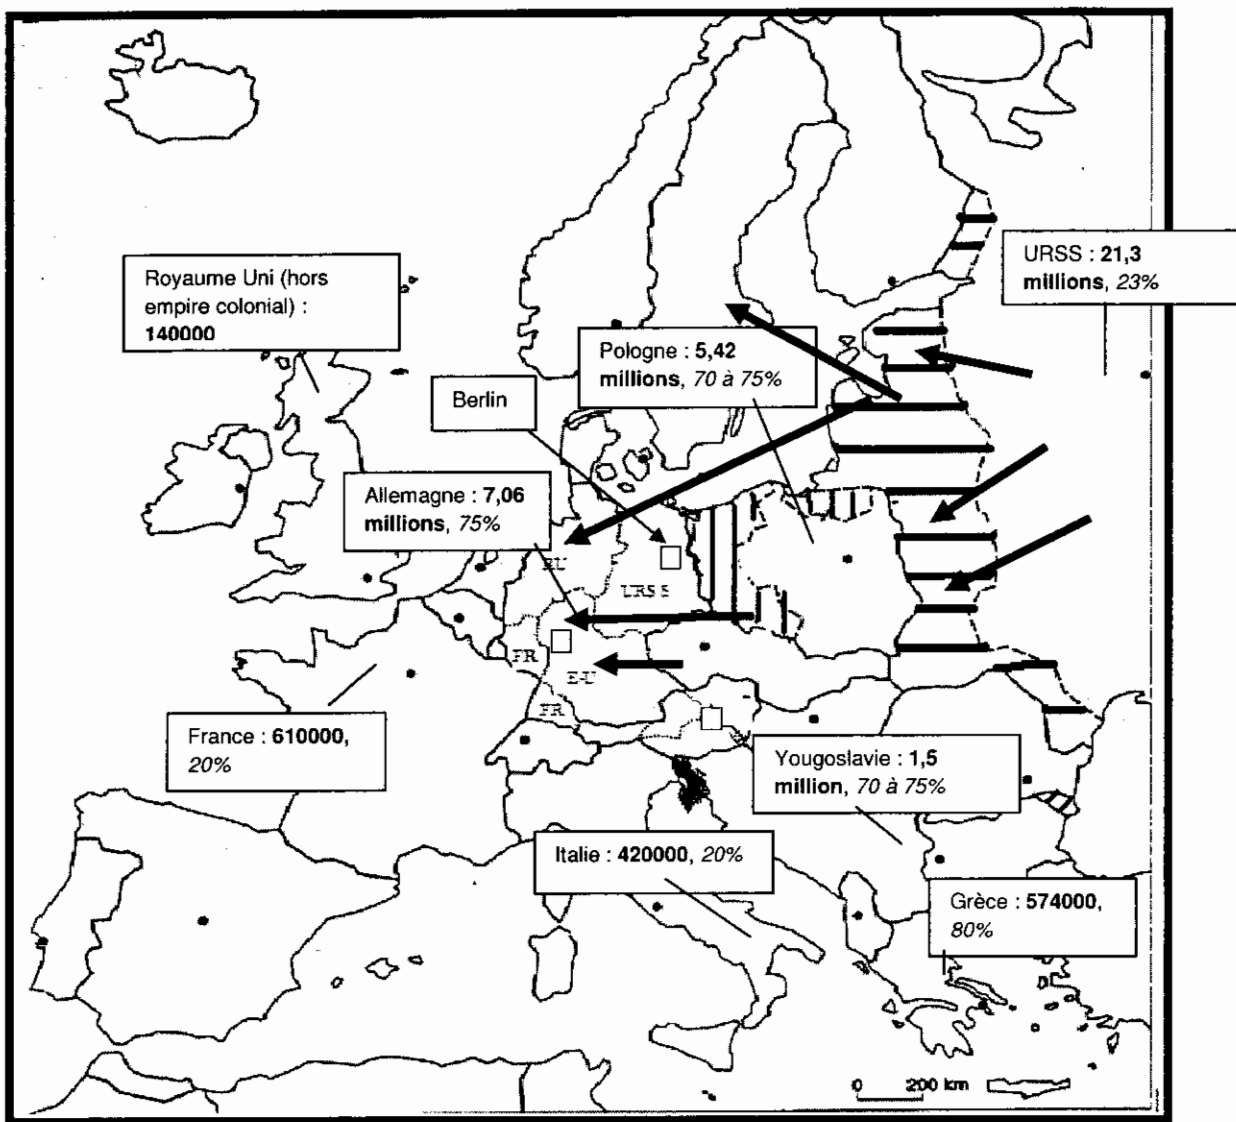 Royaume Uni (hors
empire colonial) :
140000
URSS : 21,3
millions, 23%
Pologne : 5,42
millions, 70 à 75%
Berlin
Allemagne : 7,06
millions, 75%
RU
URSS
FR
E-U
FR
France : 610000,
20%
Yougoslavie : 1,5
million, 70 à 75%
Italie : 420000, 20%
Grèce : 574000,
80%
0 200 km